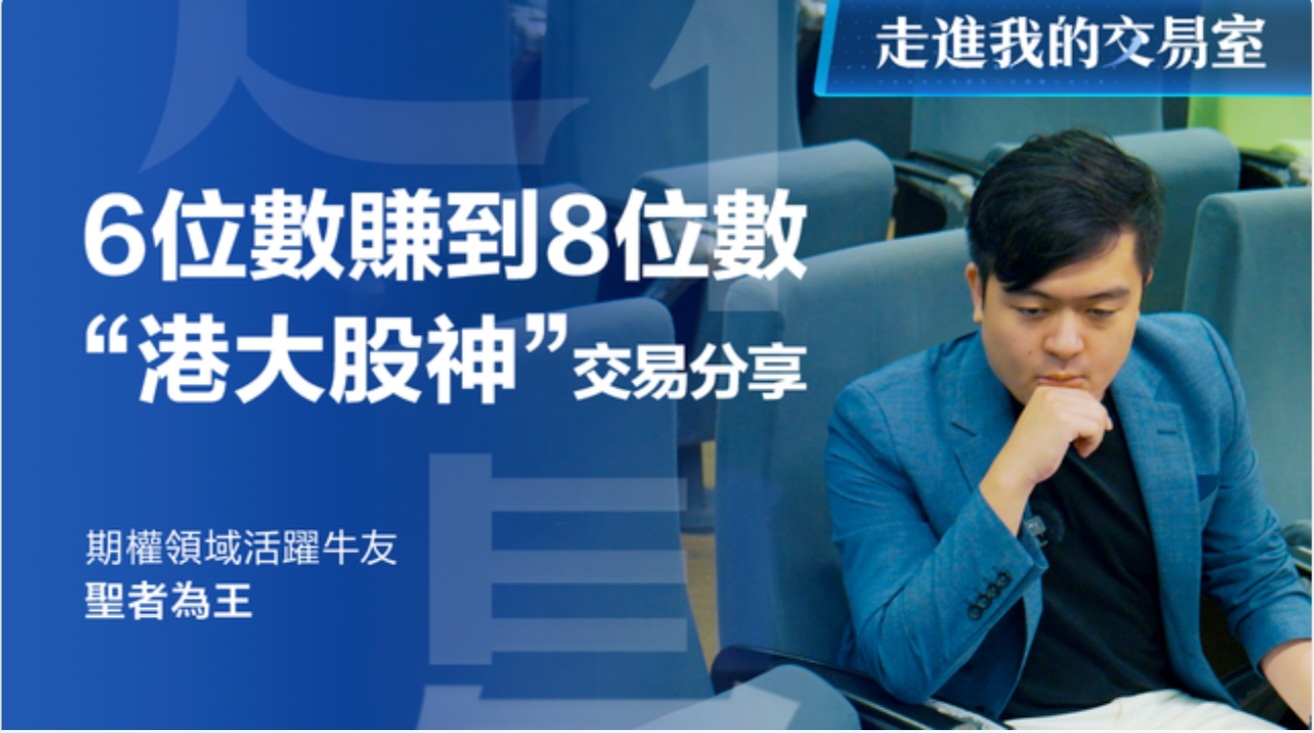 走進我的交易室
6位數賺到8位數
“港大股神”交易分享
期權領域活躍牛友
聖者為王